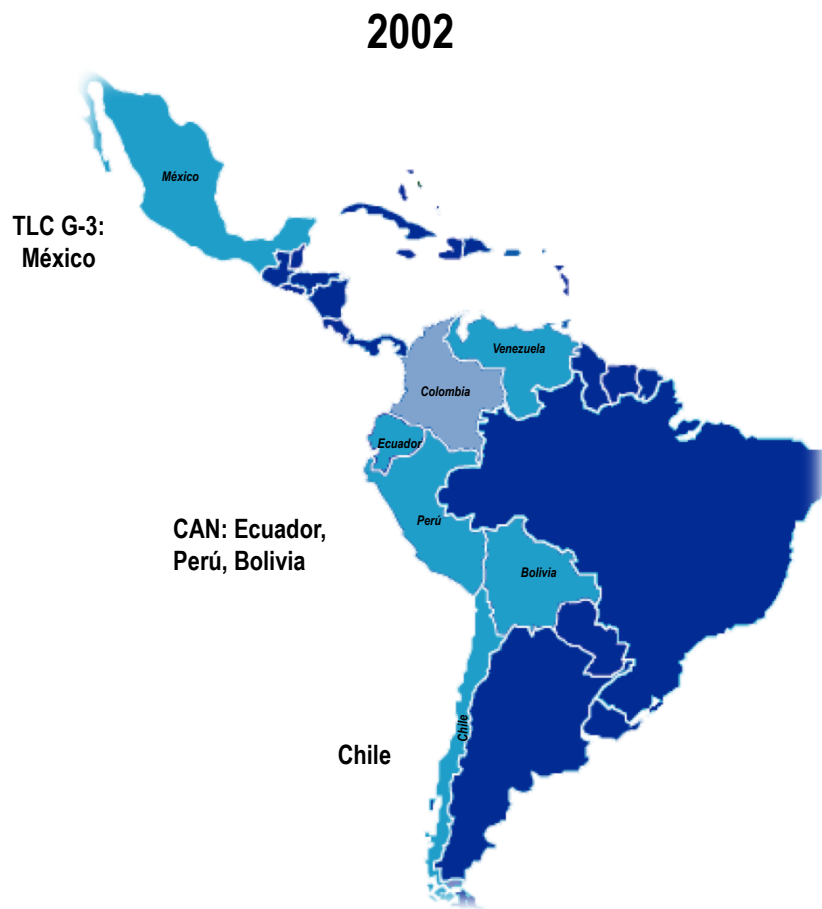 2002
México
TLC G-3:
México
Venezuela
Colombia
Ecuador
CAN: Ecuador,
Perú, Bolivia
Perú
Bolivia
Chile
Chile